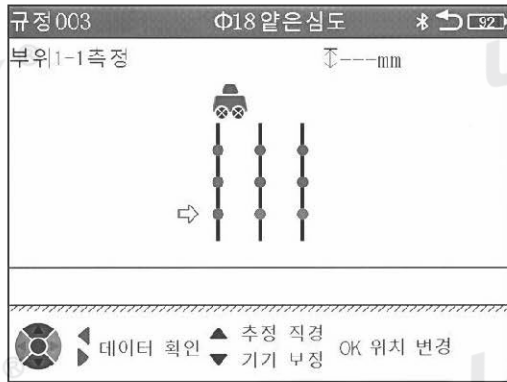 규정003 Φ18얕은심도 92
부위1-1측정 ---mm
데이터 확인
추정 직경
기기 보정
OK 위치 변경